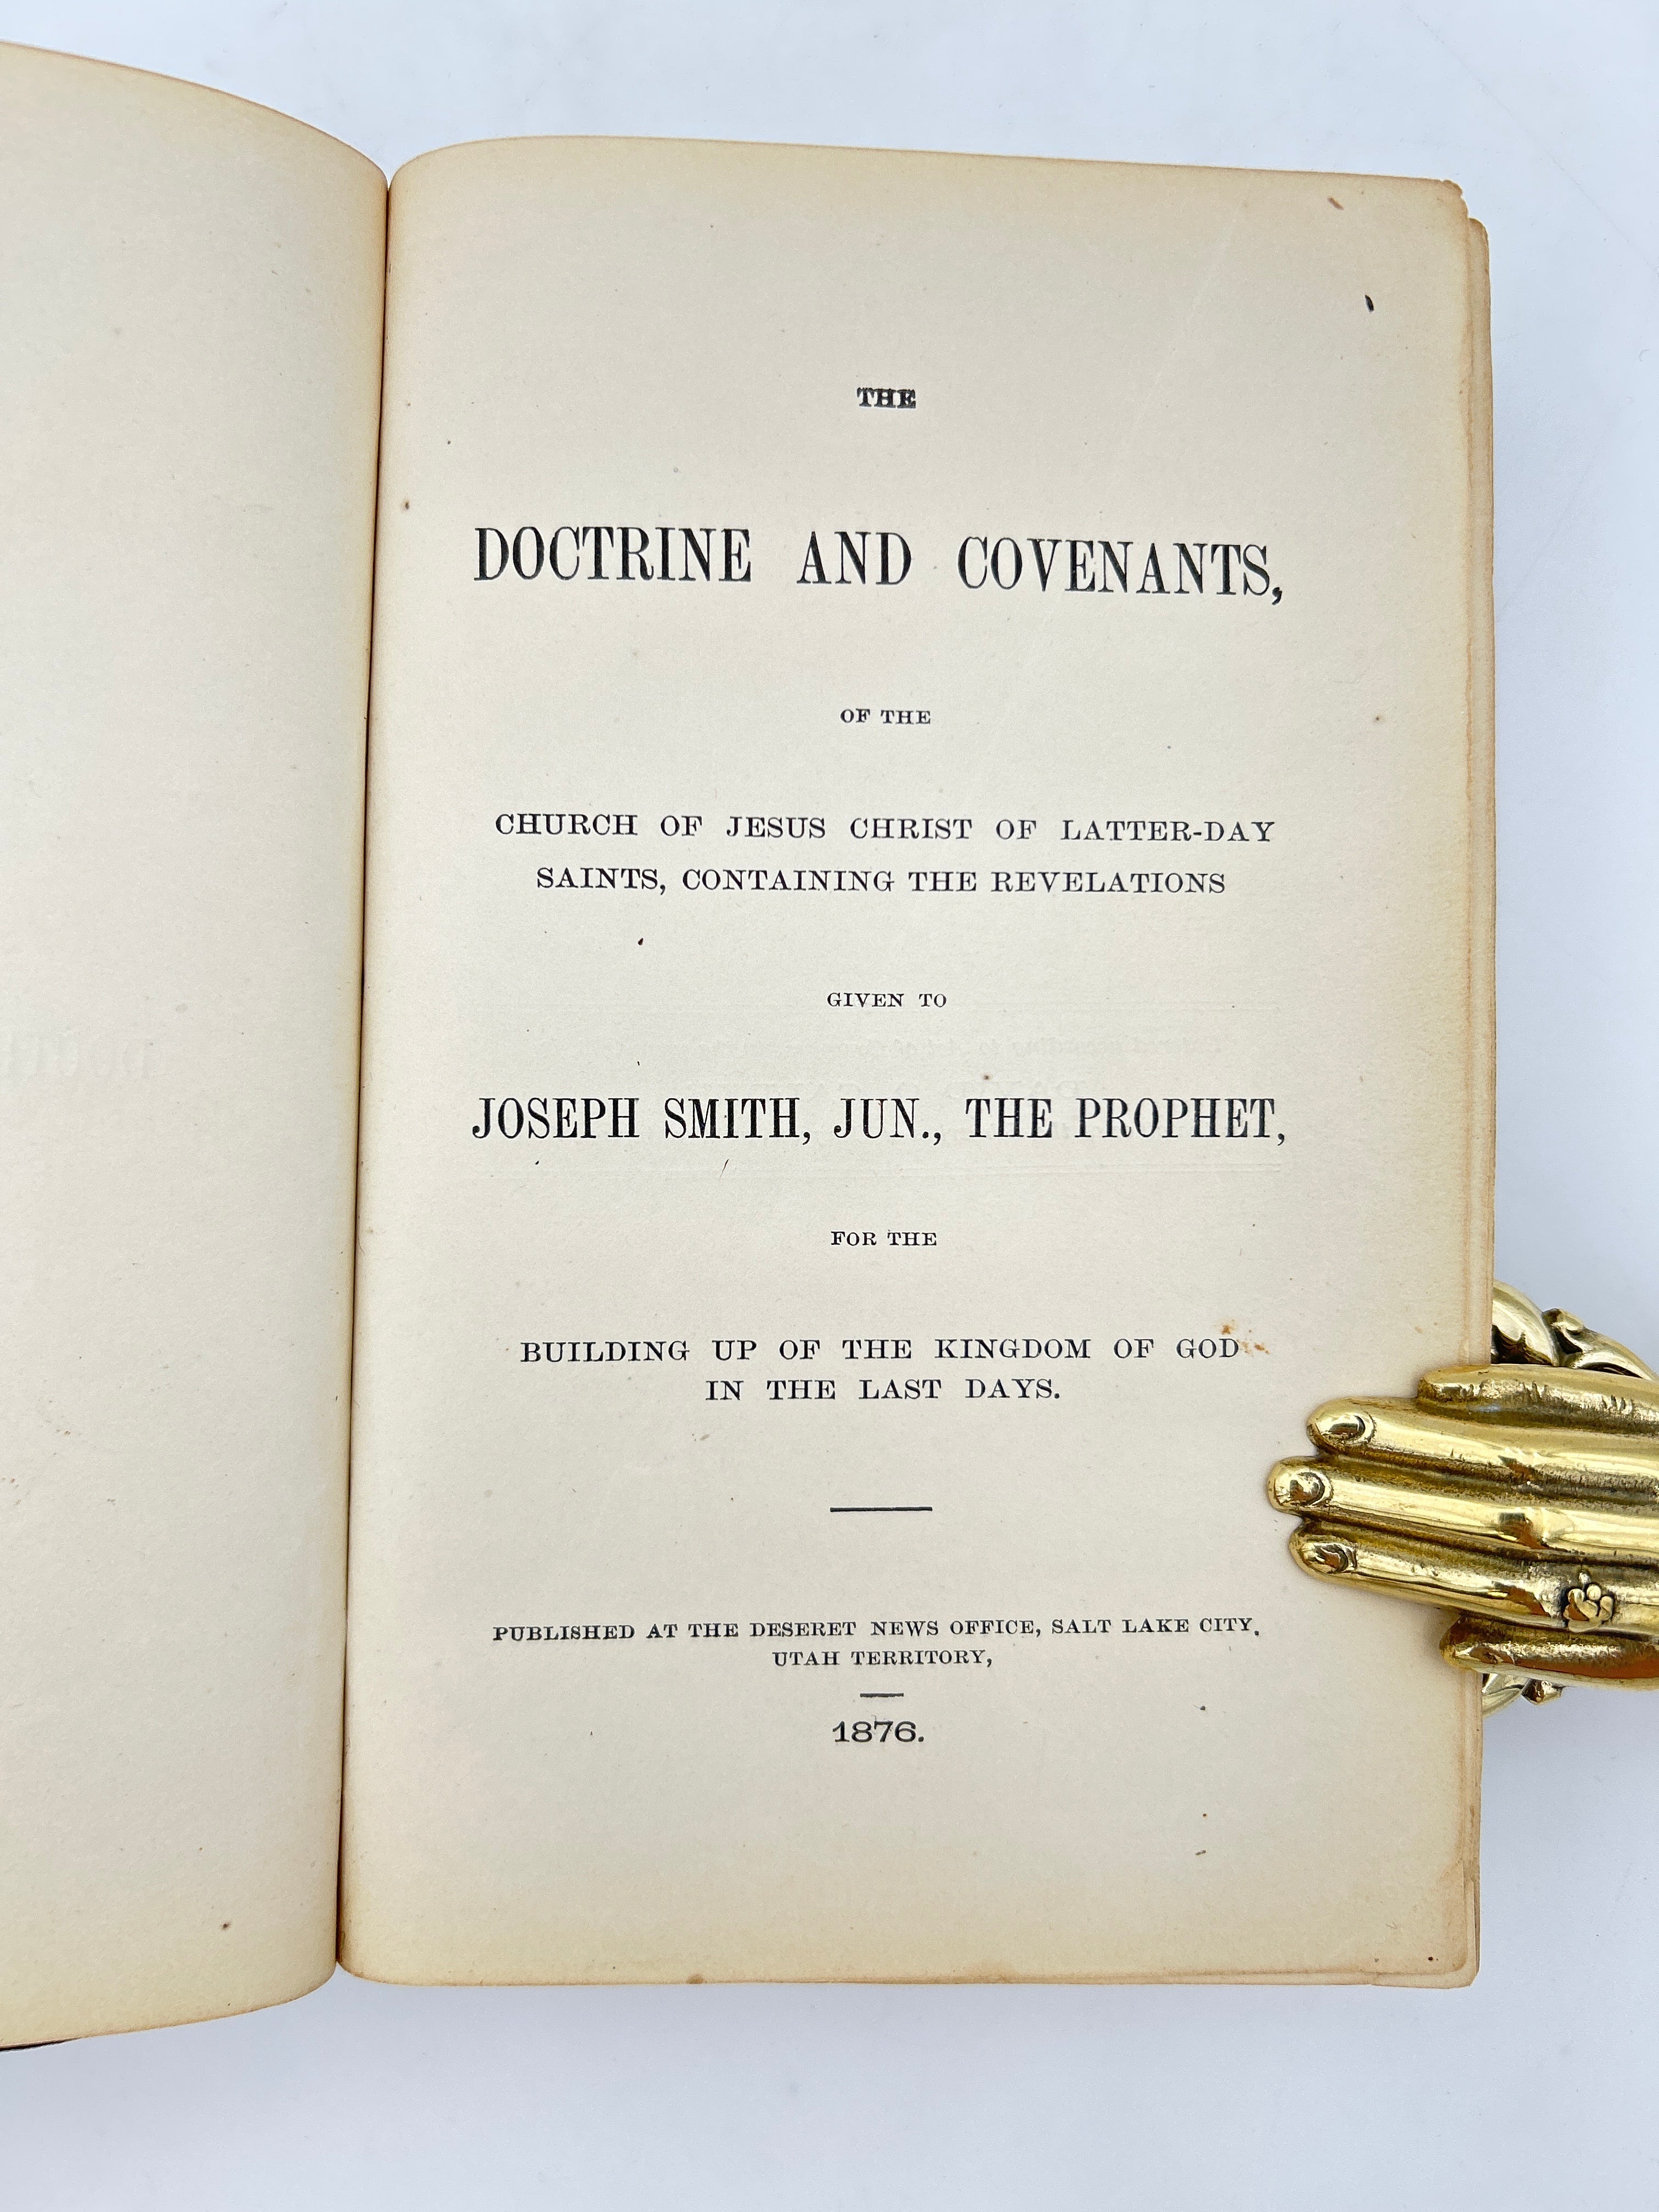 THE
DOCTRINE AND COVENANTS,
OF THE
CHURCH OF JESUS CHRIST OF LATTER-DAY
SAINTS, CONTAINING THE REVELATIONS
GIVEN TO
JOSEPH SMITH, JUN., THE PROPHET,
FOR THE
BUILDING UP OF THE KINGDOM OF GOD
IN THE LAST DAYS.
PUBLISHED AT THE DESERET NEWS OFFICE, SALT LAKE CITY,
UTAH TERRITORY,
1876.